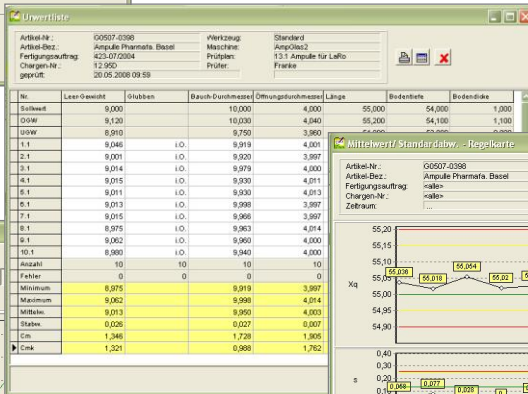 Urwertliste
Artikel-Nr.: G0507-0398 Werkzeug: Standard
Artikel-Bez.: Ampulle Pharmafa. Basel Maschine: AmpGlas2
Fertigungsauftrag: 423-07/2004 Prüfplan: 13.1 Ampulle für LaRo
Chargen-Nr.: 12.95D Prüfer: Franke
geprüft: 20.05.2008 09:59
Nr. Leer-Gewicht Glubben Bauch-Durchmesser Öffnungsdurchmesser Länge Bodentiefe Bodendicke
Sollwert 9,000 10,000 4,000 55,000 54,000 1,000
OGW 9,120 10,030 4,040 55,200 54,100 1,100
UGW 8,910 9,750 3,960
1.1 9,046 i.O. 9,919 4,001
2.1 9,001 i.O. 9,920 3,997
3.1 9,014 i.O. 9,979 4,000
4.1 9,015 i.O. 9,930 4,011
5.1 9,011 i.O. 9,930 4,013
6.1 9,013 i.O. 9,998 3,997
7.1 9,015 i.O. 9,966 3,997
8.1 8,975 i.O. 9,963 4,014
9.1 9,062 i.O. 9,960 4,000
10.1 8,980 i.O. 9,940 4,000
Anzahl 10 10 10 10
Fehler 0 0 0 0
Minimum 8,975 9,919 3,997
Maximum 9,062 9,998 4,014
Mittelw. 9,013 9,950 4,003
Stabw. 0,026 0,027 0,007
Cm 1,346 1,728 1,905
Cmk 1,321 0,988 1,762
Mittelwert/ Standardabw. - Regelkarte
Artikel-Nr.: G0507-0398
Artikel-Bez.: Ampulle Pharmafa. Basel
Fertigungsauftrag: <alle>
Chargen-Nr.: <alle>
Zeitraum: ...
Xq
55,20
55,15
55,10
55,05
55,00
54,95
54,90
55,036 55,018 55,054 55,02
s
0,40
0,30
0,20
0,10
0,068 0,077 0,028